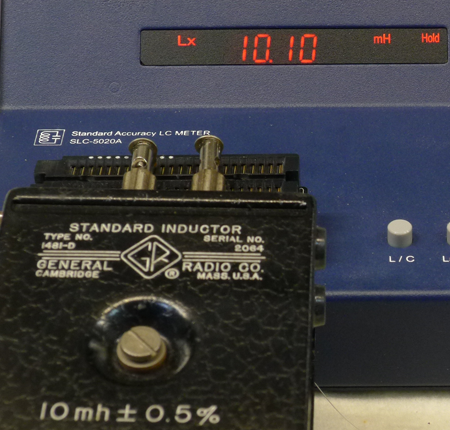 Lx 10.10 mH Hold
Standard Accuracy LC METER
SLC-5020A
STANDARD INDUCTOR
TYPE NO. SERIAL NO.
1481-D 2064
GENERAL GR ® RADIO CO.
CAMBRIDGE MASS. U.S.A.
L/C
10mh ± 0.5%